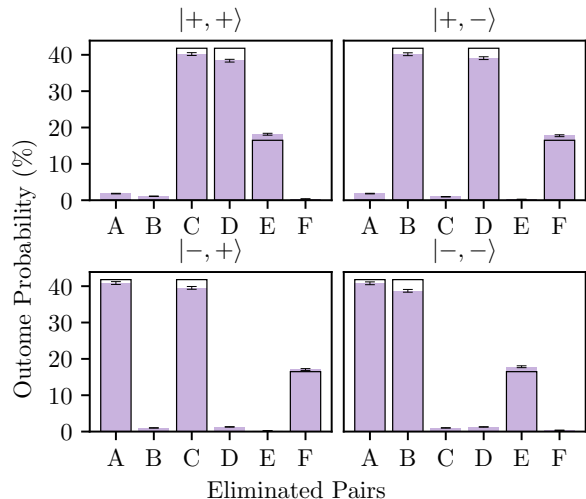 |+, +⟩ |+, −⟩
40
30
20
10
0
A B C D E F A B C D E F
|−, +⟩ |−, −⟩
40
30
20
10
0
A B C D E F A B C D E F
Outome Probability (%)
Eliminated Pairs